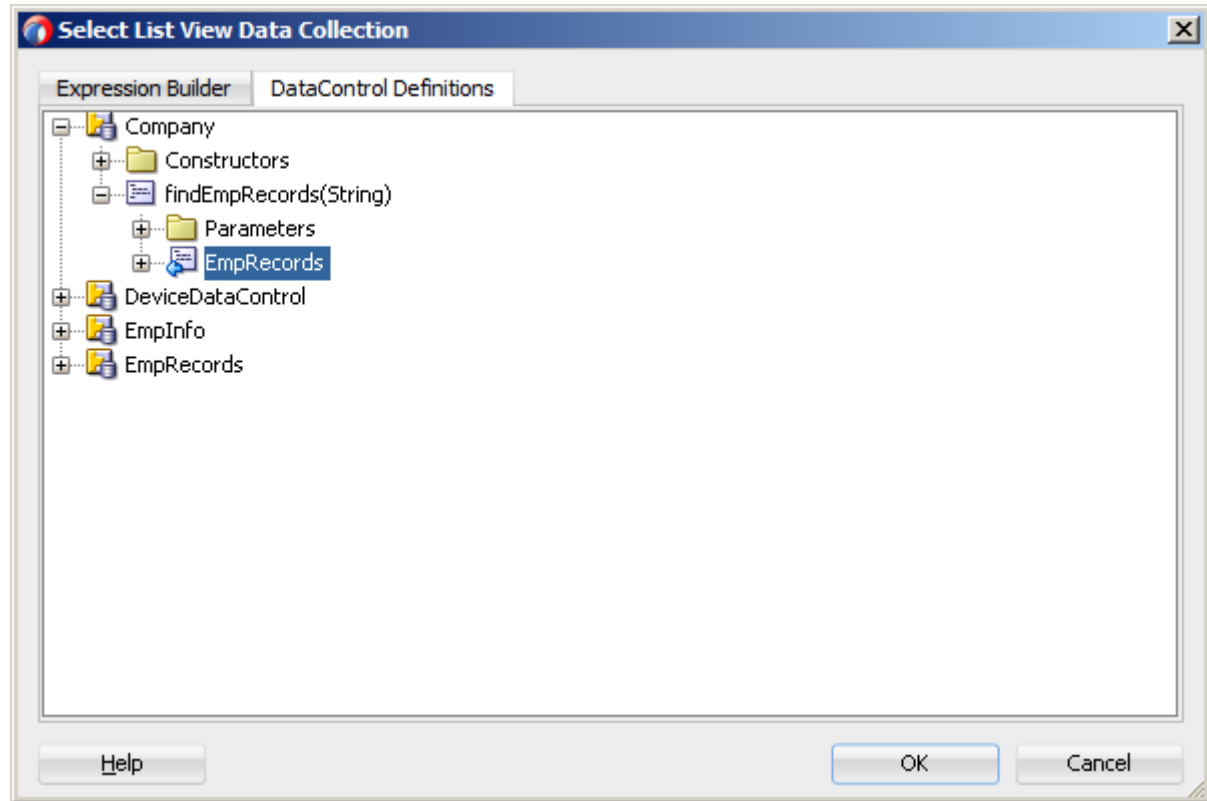 Select List View Data Collection
Expression Builder DataControl Definitions
Company
Constructors
findEmpRecords(String)
Parameters
EmpRecords
DeviceDataControl
EmpInfo
EmpRecords
Help OK Cancel